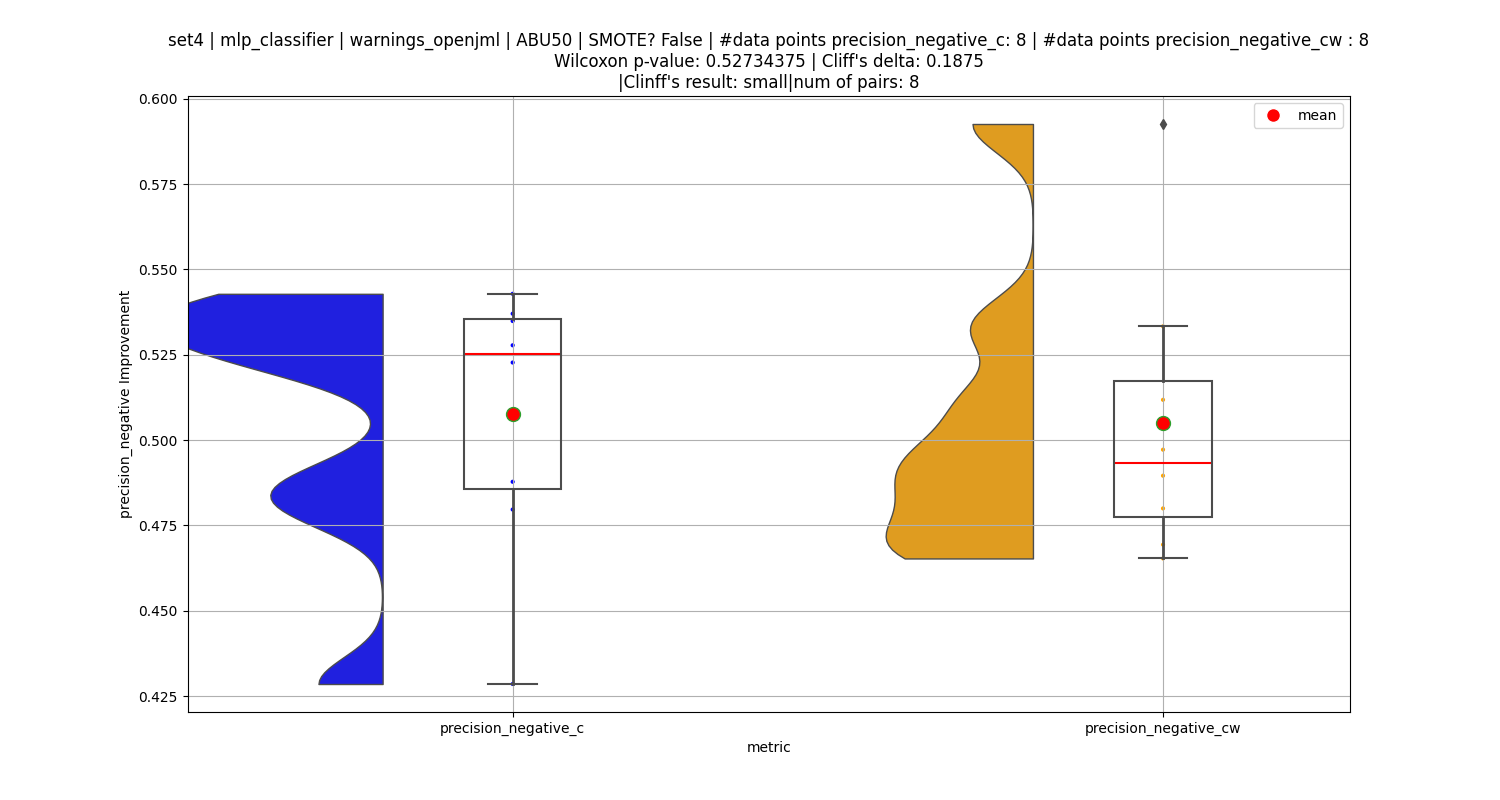 set4 | mlp_classifier | warnings_openjml | ABU50 | SMOTE? False | #data points precision_negative_c: 8 | #data points precision_negative_cw : 8
Wilcoxon p-value: 0.52734375 | Cliff's delta: 0.1875
|Clinff's result: small|num of pairs: 8
mean
0.600
0.575
0.550
0.525
0.500
0.475
0.450
0.425
precision_negative Improvement
precision_negative_c
precision_negative_cw
metric